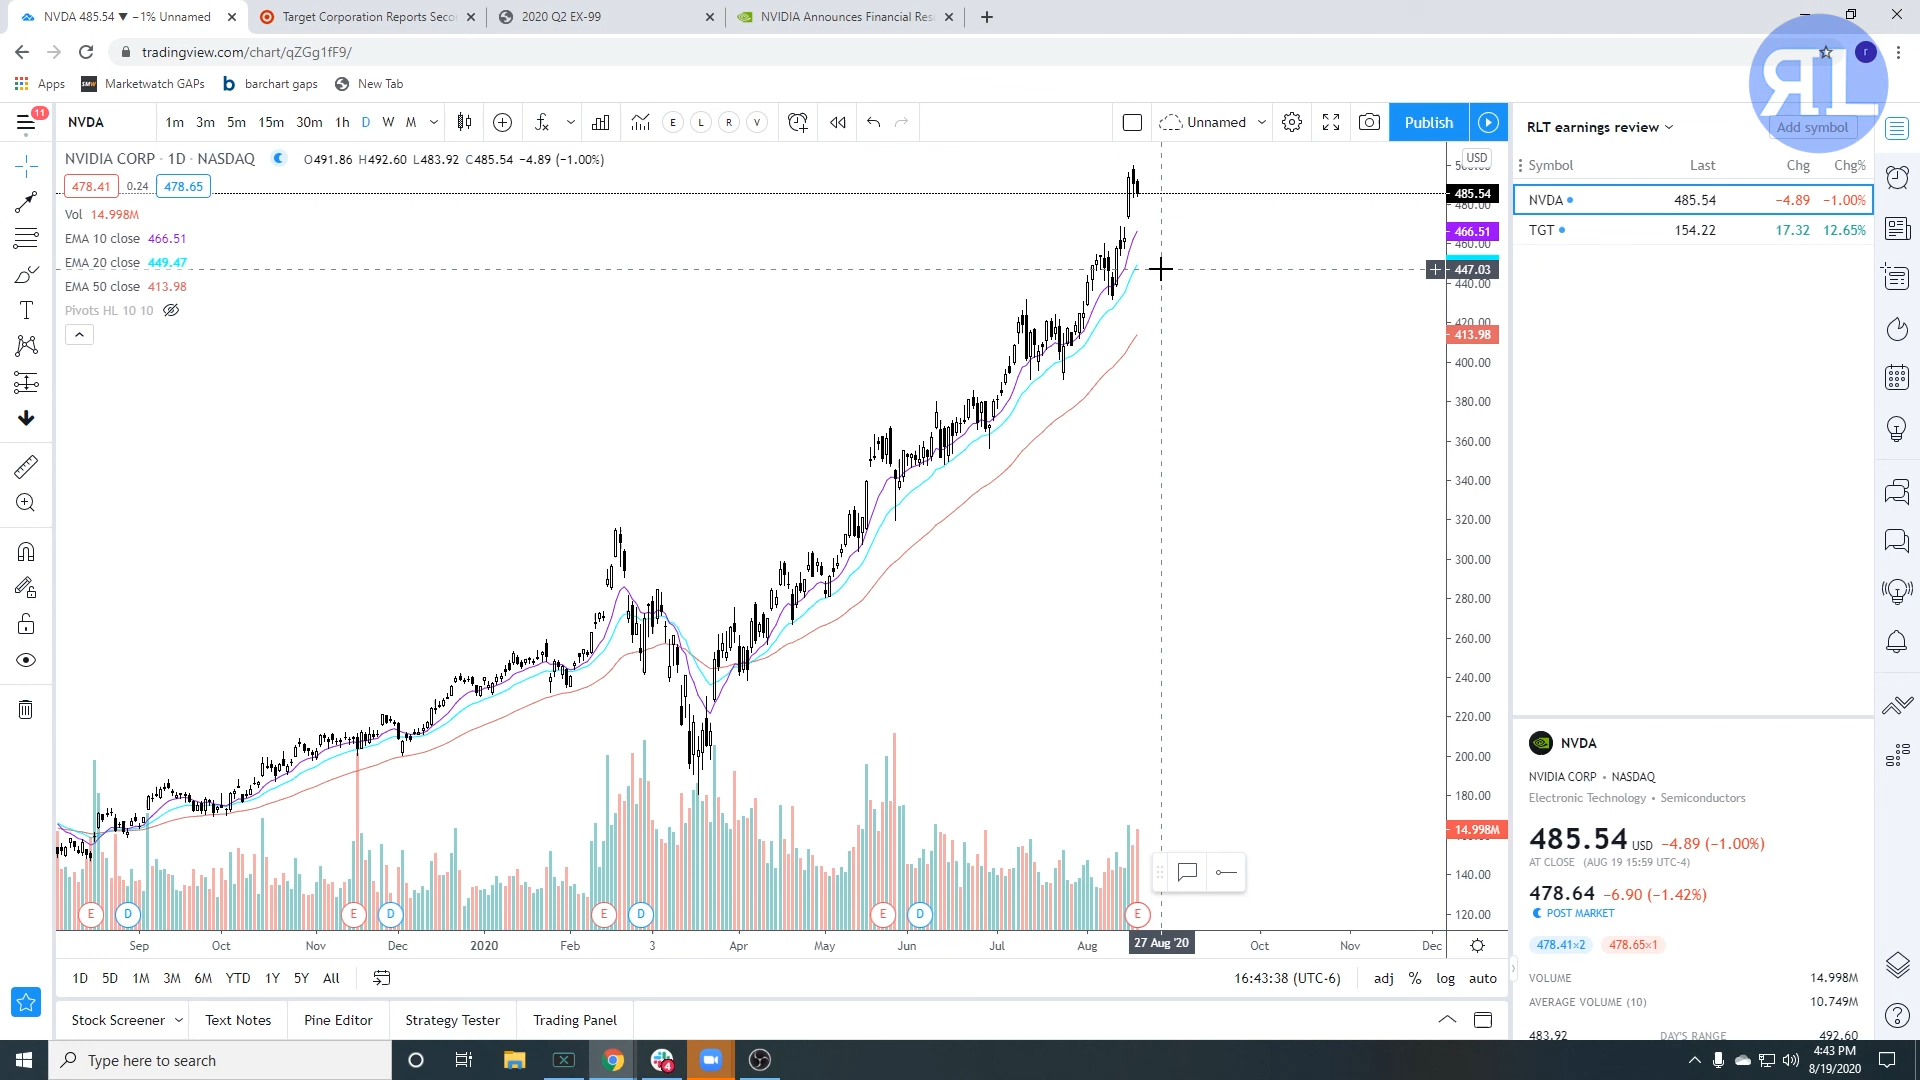 NVDA 485.54 ▼ −1% Unnamed
Target Corporation Reports Seco
2020 Q2 EX-99
NVIDIA Announces Financial Res
tradingview.com/chart/qZGg1fF9/
r
Apps
Marketwatch GAPs
b barchart gaps
New Tab
RL
11
NVDA
1m 3m 5m 15m 30m 1h D W M
E L R V
Unnamed
Publish
RLT earnings review
Add symbol
NVIDIA CORP · 1D · NASDAQ
O491.86 H492.60 L483.92 C485.54 −4.89 (−1.00%)
478.41 0.24 478.65
Vol 14.998M
EMA 10 close 466.51
EMA 20 close 449.47
EMA 50 close 413.98
Pivots HL 10 10
USD
485.54
480.00
466.51
460.00
447.03
440.00
420.00
413.98
400.00
380.00
360.00
340.00
320.00
300.00
280.00
260.00
240.00
220.00
200.00
180.00
14.998M
140.00
120.00
E D E D E D E D E
Sep Oct Nov Dec 2020 Feb 3 Apr May Jun Jul Aug 27 Aug '20 Oct Nov Dec
1D 5D 1M 3M 6M YTD 1Y 5Y All
16:43:38 (UTC-6) adj % log auto
Stock Screener Text Notes Pine Editor Strategy Tester Trading Panel
Symbol Last Chg Chg%
NVDA 485.54 −4.89 −1.00%
TGT 154.22 17.32 12.65%
NVDA
NVIDIA CORP • NASDAQ
Electronic Technology • Semiconductors
485.54 USD −4.89 (−1.00%)
AT CLOSE (AUG 19 15:59 UTC-4)
478.64 −6.90 (−1.42%)
POST MARKET
478.41×2 478.65×1
VOLUME 14.998M
AVERAGE VOLUME (10) 10.749M
483.92 DAY'S RANGE 492.60
Type here to search
4
4:43 PM
8/19/2020